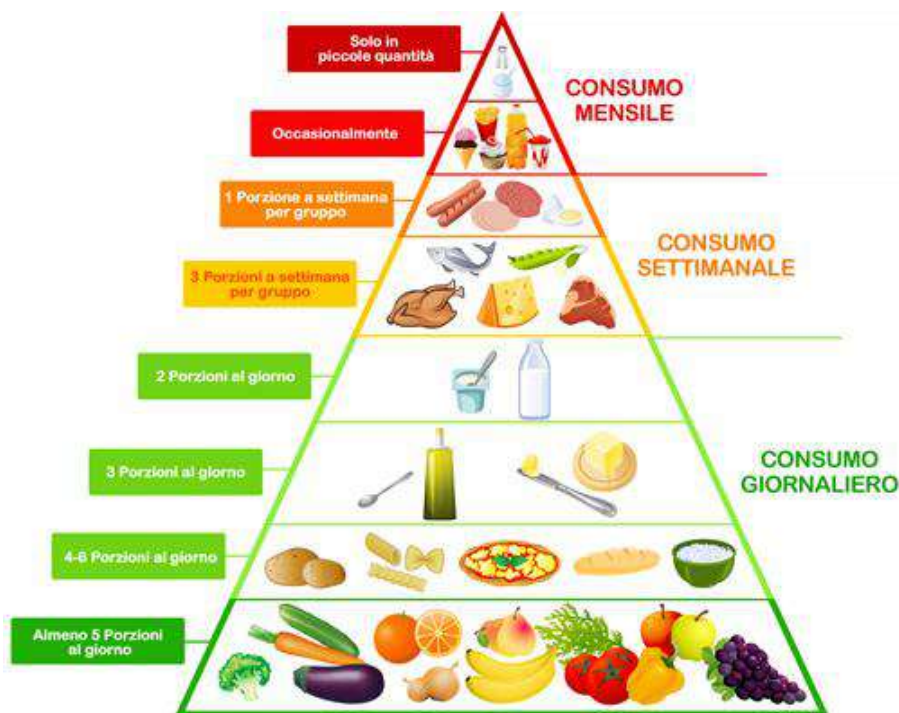 Solo in
piccole quantità
CONSUMO
MENSILE
Occasionalmente
1 Porzione a settimana
per gruppo
CONSUMO
SETTIMANALE
3 Porzioni a settimana
per gruppo
2 Porzioni al giorno
3 Porzioni al giorno
CONSUMO
GIORNALIERO
4-6 Porzioni al giorno
Almeno 5 Porzioni
al giorno